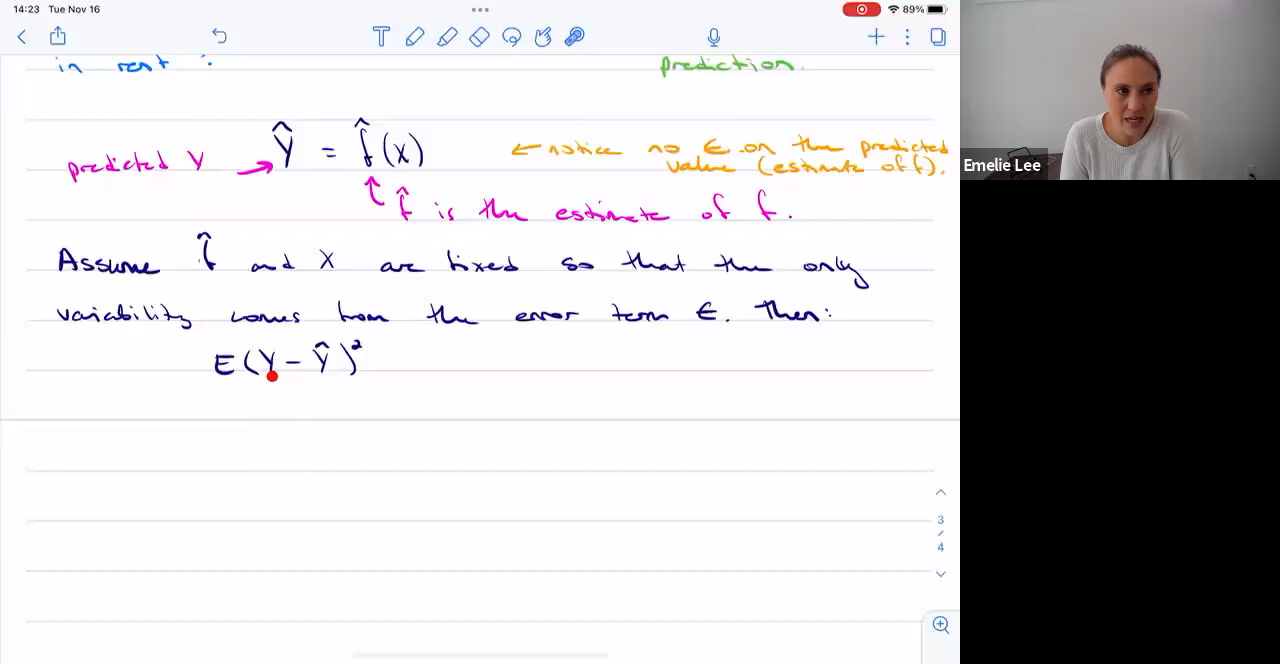 14:23 Tue Nov 16
89%
in rent ?
prediction.
predicted Y → Ŷ = f̂(x) ← notice no ϵ on the predicted
value (estimate of f).
f̂ is the estimate of f.
Assume f̂ and X are fixed so that the only
variability comes from the error term ϵ. Then:
E(Y - Ŷ)²
3
/
4
Emelie Lee